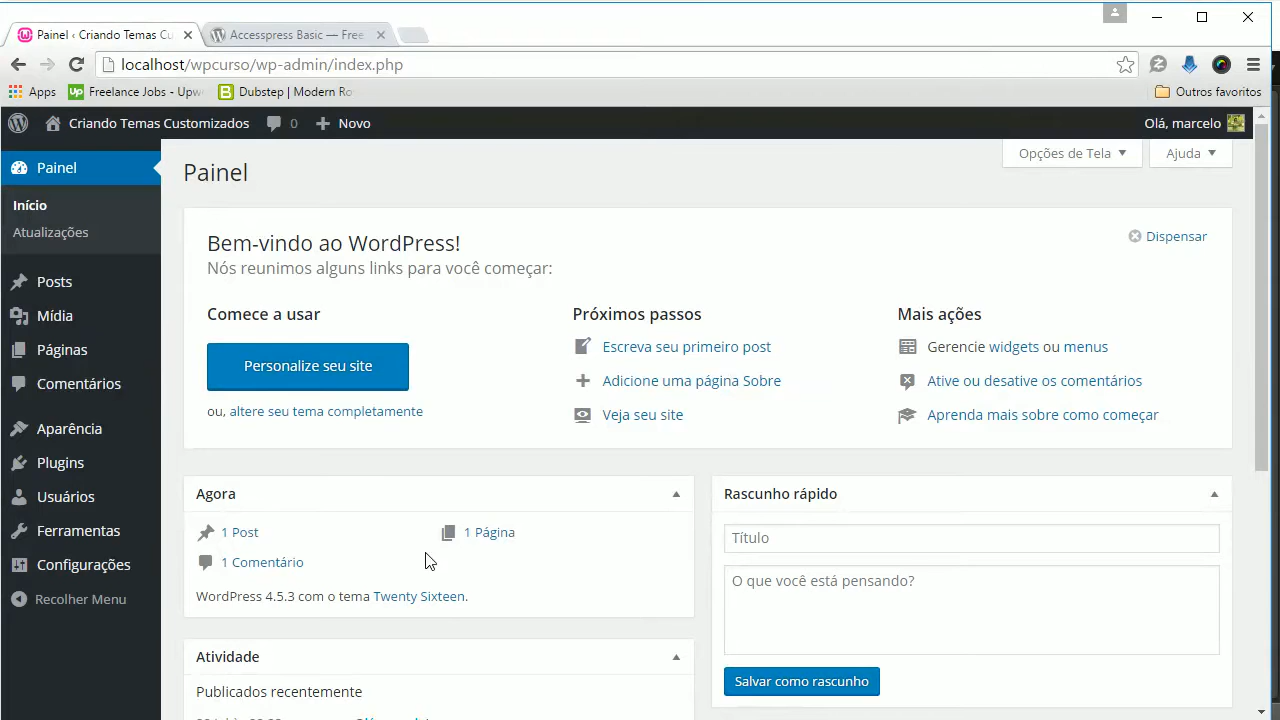 Painel ‹ Criando Temas Cu
Accesspress Basic — Free
localhost/wpcurso/wp-admin/index.php
Apps
Freelance Jobs - Upw
Dubstep | Modern Ro
Outros favoritos
Criando Temas Customizados
0
Novo
Olá, marcelo
Painel
Início
Atualizações
Posts
Mídia
Páginas
Comentários
Aparência
Plugins
Usuários
Ferramentas
Configurações
Recolher Menu
Opções de Tela
Ajuda
Painel
Bem-vindo ao WordPress!
Nós reunimos alguns links para você começar:
Dispensar
Comece a usar
Personalize seu site
ou, altere seu tema completamente
Próximos passos
Escreva seu primeiro post
Adicione uma página Sobre
Veja seu site
Mais ações
Gerencie widgets ou menus
Ative ou desative os comentários
Aprenda mais sobre como começar
Agora
1 Post
1 Página
1 Comentário
WordPress 4.5.3 com o tema Twenty Sixteen.
Atividade
Publicados recentemente
Rascunho rápido
Título
O que você está pensando?
Salvar como rascunho